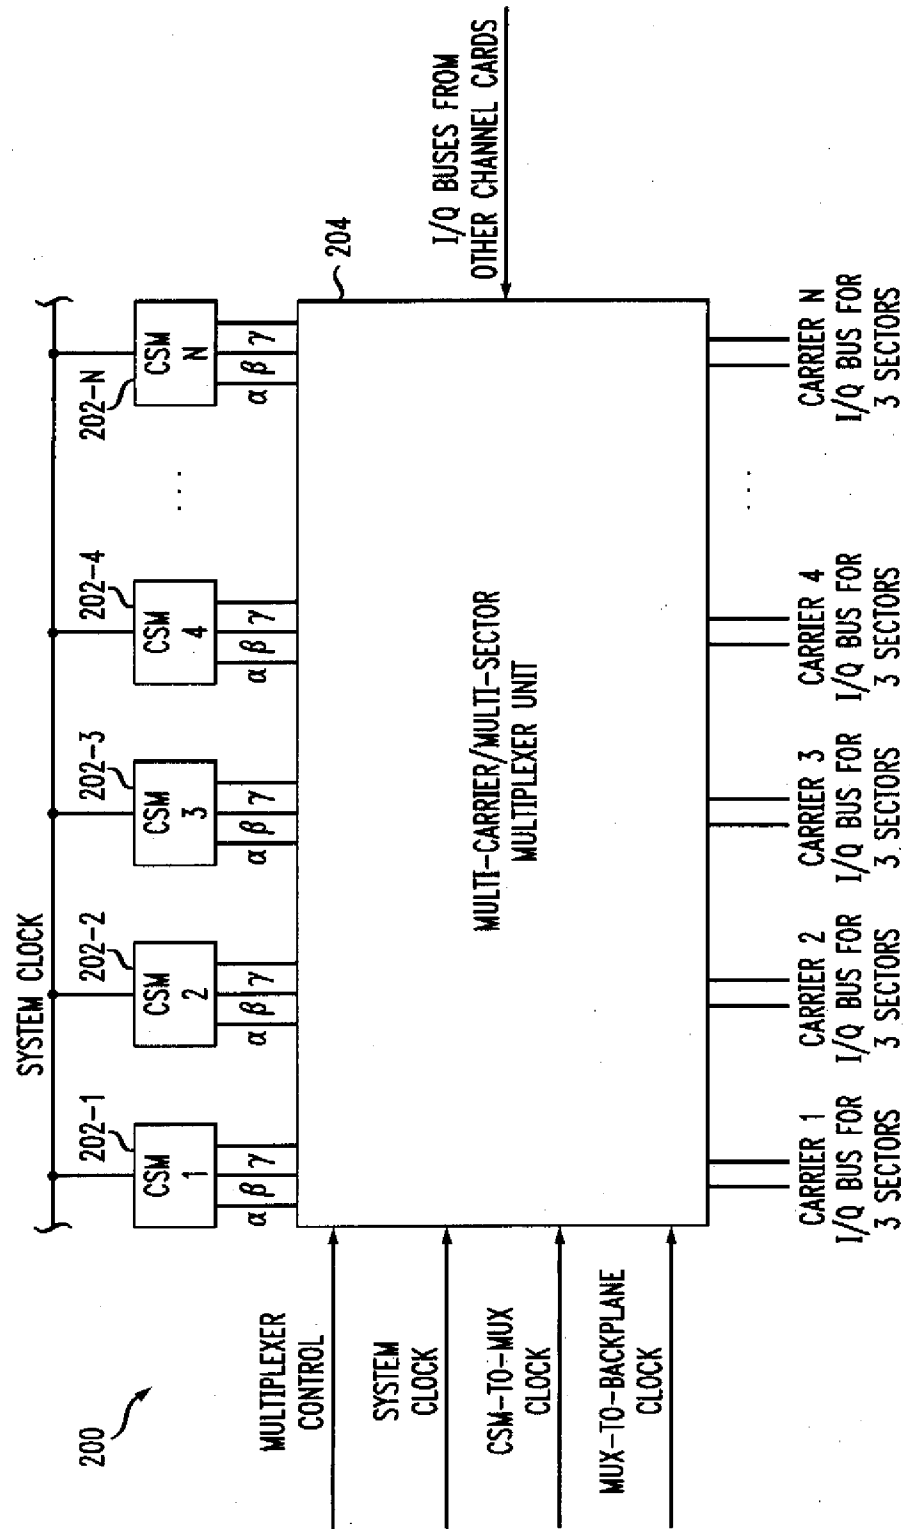 200
SYSTEM CLOCK
202-1
202-2
202-3
202-4
202-N
CSM
1
CSM
2
CSM
3
CSM
4
...
CSM
N
α β γ
α β γ
α β γ
α β γ
α β γ
204
MULTIPLEXER
CONTROL
SYSTEM
CLOCK
CSM-TO-MUX
CLOCK
MUX-TO-BACKPLANE
CLOCK
MULTI-CARRIER/MULTI-SECTOR
MULTIPLEXER UNIT
I/Q BUSES FROM
OTHER CHANNEL CARDS
CARRIER 1
I/Q BUS FOR
3 SECTORS
CARRIER 2
I/Q BUS FOR
3 SECTORS
CARRIER 3
I/Q BUS FOR
3 SECTORS
CARRIER 4
I/Q BUS FOR
3 SECTORS
...
CARRIER N
I/Q BUS FOR
3 SECTORS